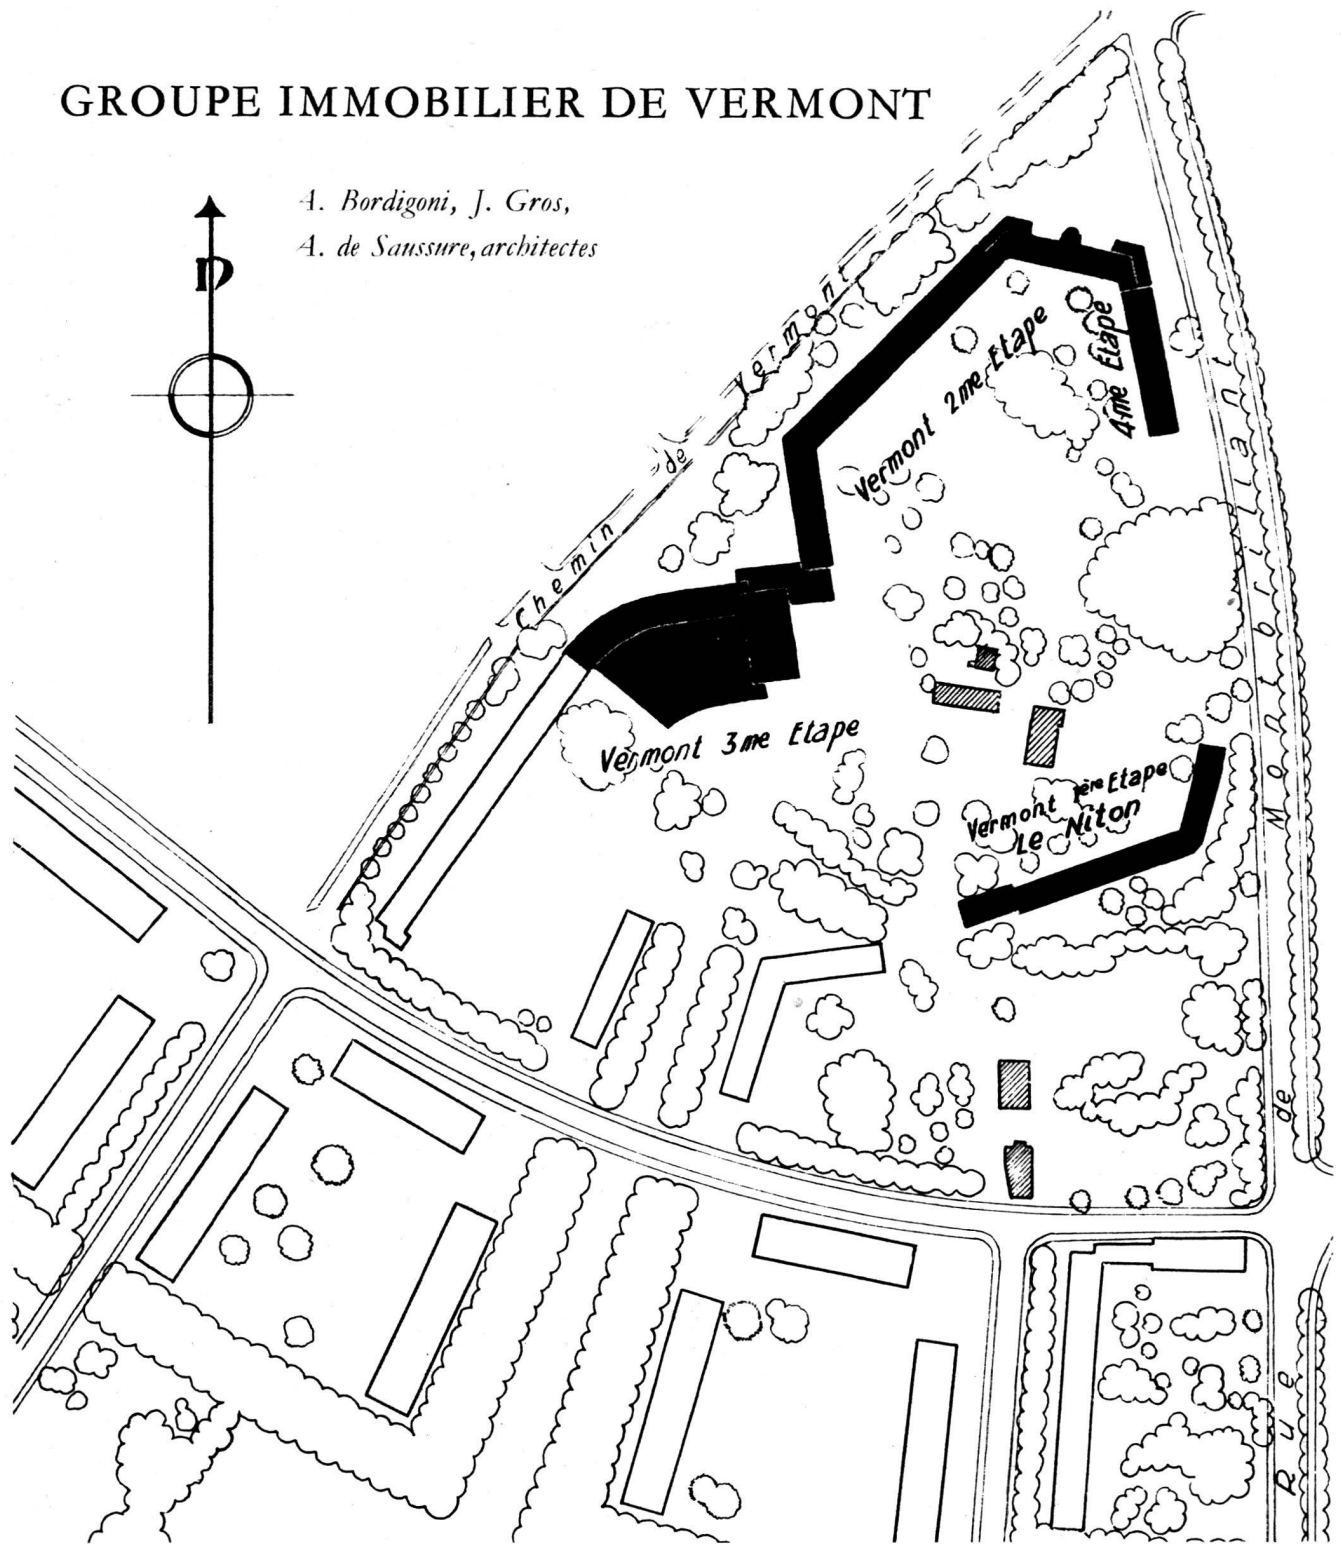 GROUPE IMMOBILIER DE VERMONT
A. Bordigoni, J. Gros,
A. de Saussure, architectes
n
Chemin de Vermont
Vermont 2me Etape
4me Etape
Vermont 3me Etape
Vermont 1ère Etape
Le Niton
Rue de Montbrillant